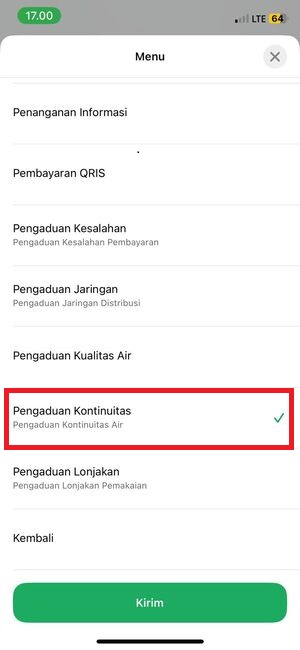 17.00
LTE 64
Menu
Penanganan Informasi
Pembayaran QRIS
Pengaduan Kesalahan
Pengaduan Kesalahan Pembayaran
Pengaduan Jaringan
Pengaduan Jaringan Distribusi
Pengaduan Kualitas Air
Pengaduan Kontinuitas
Pengaduan Kontinuitas Air
Pengaduan Lonjakan
Pengaduan Lonjakan Pemakaian
Kembali
Kirim